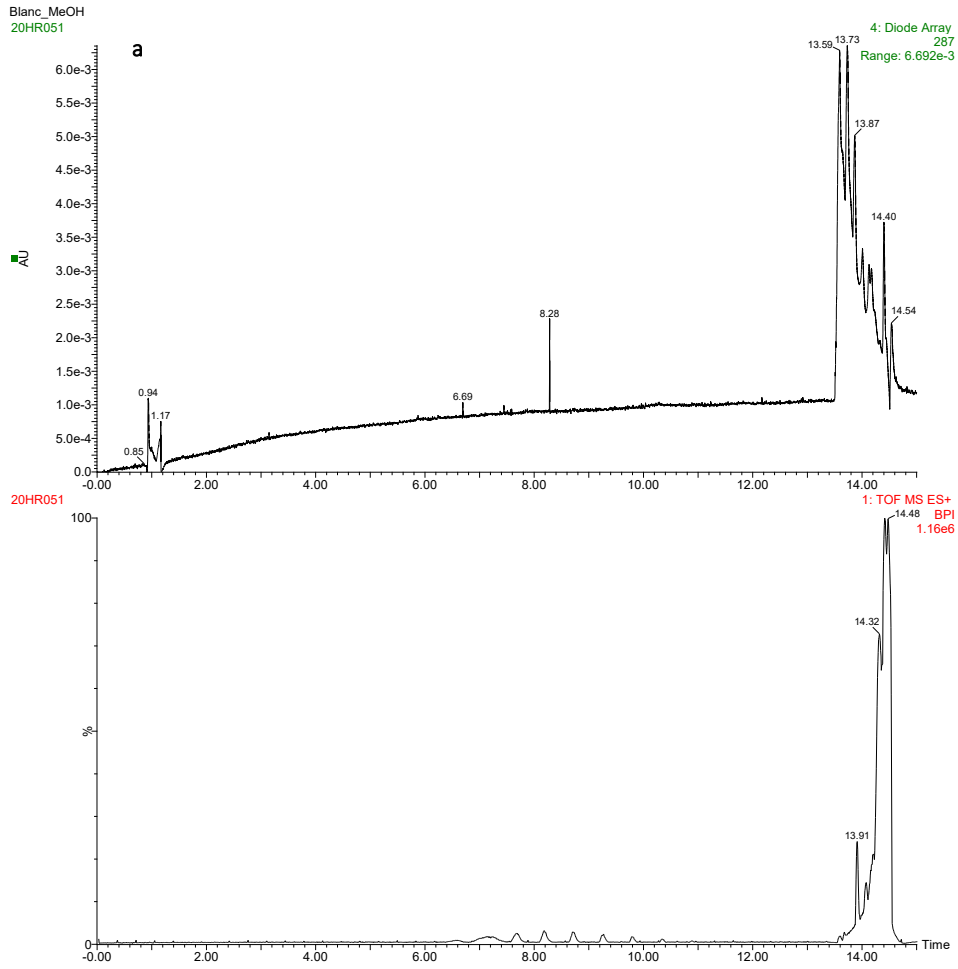 Blanc_MeOH
20HR051
a
4: Diode Array
287
Range: 6.692e-3
AU
6.0e-3
5.5e-3
5.0e-3
4.5e-3
4.0e-3
3.5e-3
3.0e-3
2.5e-3
2.0e-3
1.5e-3
1.0e-3
5.0e-4
0.0
13.59
13.73
13.87
14.40
14.54
8.28
6.69
0.94
1.17
0.85
-0.00
2.00
4.00
6.00
8.00
10.00
12.00
14.00
20HR051
1: TOF MS ES+
BPI
1.16e6
100
%
0
14.48
14.32
13.91
-0.00
2.00
4.00
6.00
8.00
10.00
12.00
14.00
Time